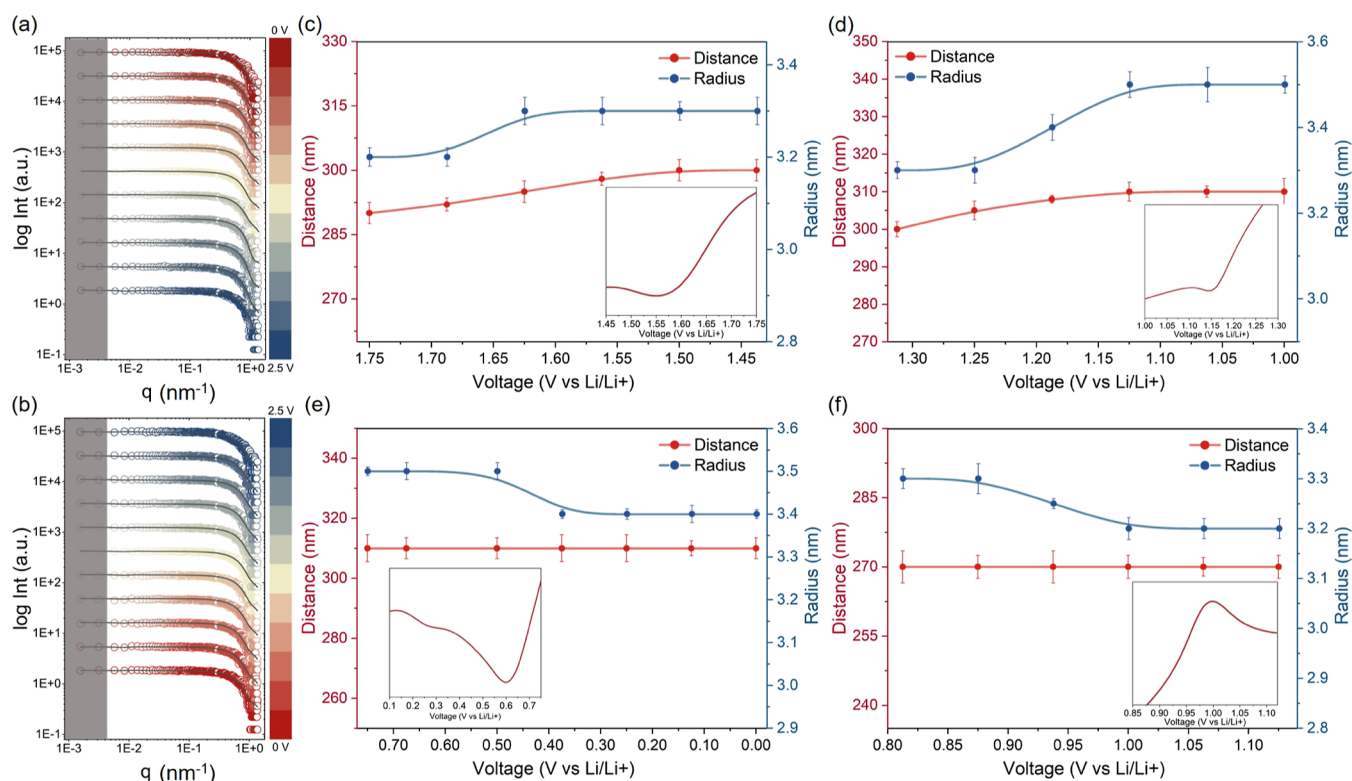 (a)
0 V
1E+5
1E+4
1E+3
1E+2
1E+1
1E+0
1E-1
1E-3
1E-2
1E-1
1E+0
2.5 V
log Int (a.u.)
q (nm-1)
(c)
Distance
Radius
330
315
300
285
270
3.4
3.3
3.2
3.1
3.0
2.9
2.8
Distance (nm)
Radius (nm)
1.45 1.50 1.55 1.60 1.65 1.70 1.75
Voltage (V vs Li/Li+)
1.75 1.70 1.65 1.60 1.55 1.50 1.45
Voltage (V vs Li/Li+)
(d)
Distance
Radius
350
340
330
320
310
300
290
280
270
3.6
3.4
3.2
3.0
Distance (nm)
Radius (nm)
1.00 1.05 1.10 1.15 1.20 1.25 1.30
Voltage (V vs Li/Li+)
1.30 1.25 1.20 1.15 1.10 1.05 1.00
Voltage (V vs Li/Li+)
(b)
2.5 V
1E+5
1E+4
1E+3
1E+2
1E+1
1E+0
1E-1
1E-3
1E-2
1E-1
1E+0
0 V
log Int (a.u.)
q (nm-1)
(e)
Distance
Radius
340
320
300
280
260
3.6
3.5
3.4
3.3
3.2
3.1
3.0
2.9
Distance (nm)
Radius (nm)
0.1 0.2 0.3 0.4 0.5 0.6 0.7
Voltage (V vs Li/Li+)
0.70 0.60 0.50 0.40 0.30 0.20 0.10 0.00
Voltage (V vs Li/Li+)
(f)
Distance
Radius
300
285
270
255
240
3.4
3.3
3.2
3.1
3.0
2.9
2.8
Distance (nm)
Radius (nm)
0.85 0.90 0.95 1.00 1.05 1.10
Voltage (V vs Li/Li+)
0.80 0.85 0.90 0.95 1.00 1.05 1.10
Voltage (V vs Li/Li+)